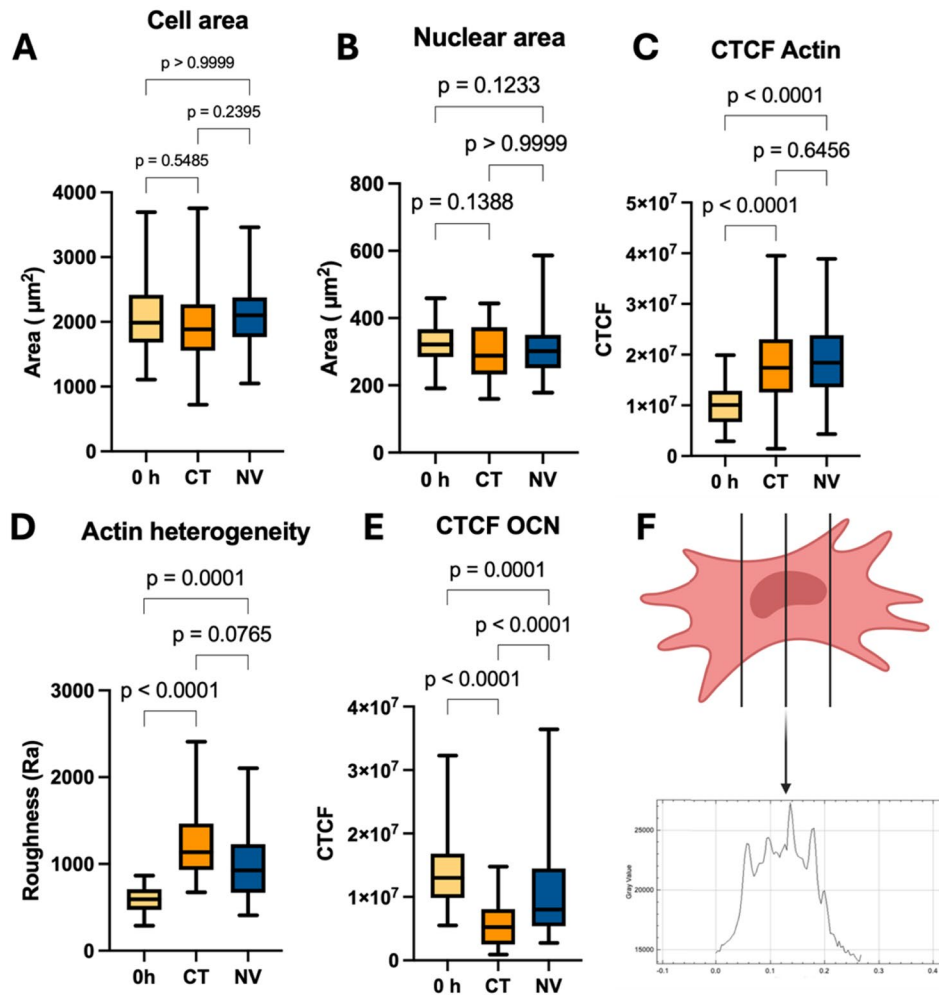 A
Cell area
p > 0.9999
p = 0.2395
p = 0.5485
Area ( µm²)
4000
3000
2000
1000
0
0 h CT NV
B
Nuclear area
p = 0.1233
p > 0.9999
p = 0.1388
Area ( µm²)
800
600
400
200
0
0 h CT NV
C
CTCF Actin
p < 0.0001
p = 0.6456
p < 0.0001
CTCF
5×10⁷
4×10⁷
3×10⁷
2×10⁷
1×10⁷
0
0 h CT NV
D
Actin heterogeneity
p = 0.0001
p = 0.0765
p < 0.0001
Roughness (Ra)
3000
2000
1000
0
0h CT NV
E
CTCF OCN
p = 0.0001
p < 0.0001
p < 0.0001
CTCF
4×10⁷
3×10⁷
2×10⁷
1×10⁷
0
0h CT NV
F
Gray Value
25000
20000
15000
-0.1 0.0 0.1 0.2 0.3 0.4